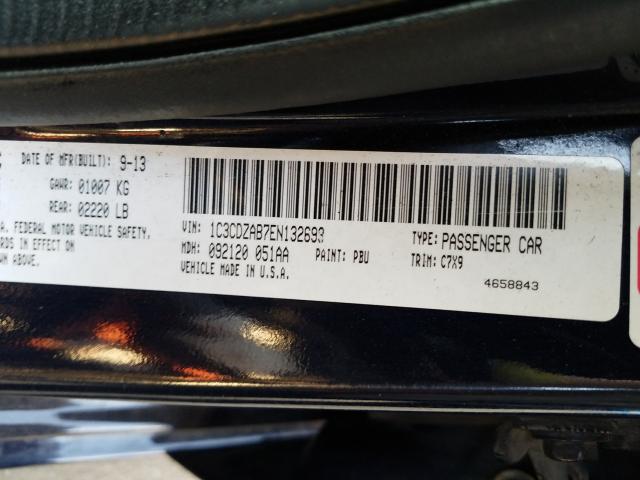 DATE OF MFR(BUILT): 9-13
GAWR: 01007 KG
REAR: 02220 LB
A. FEDERAL MOTOR VEHICLE SAFETY,
RDS IN EFFECT ON
WN ABOVE.
VIN: 1C3CDZAB7EN132693 TYPE: PASSENGER CAR
MDH: 092120 051AA PAINT: PBU TRIM: C7X9
VEHICLE MADE IN U.S.A.
4658843